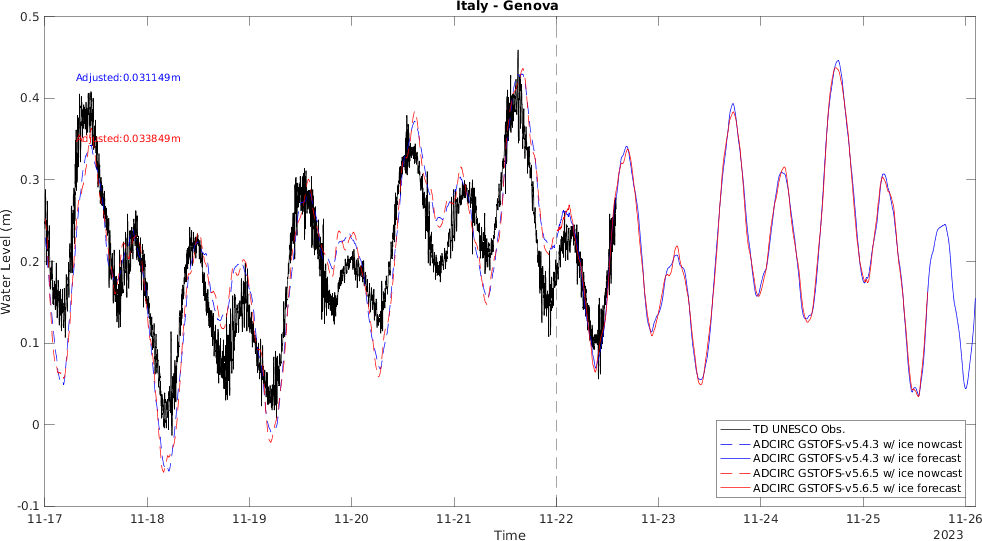 Italy - Genova
0.5
0.4
0.3
0.2
0.1
0
-0.1
Water Level (m)
Adjusted:0.031149m
Adjusted:0.033849m
TD UNESCO Obs.
ADCIRC GSTOFS-v5.4.3 w/ ice nowcast
ADCIRC GSTOFS-v5.4.3 w/ ice forecast
ADCIRC GSTOFS-v5.6.5 w/ ice nowcast
ADCIRC GSTOFS-v5.6.5 w/ ice forecast
11-17 11-18 11-19 11-20 11-21 11-22 11-23 11-24 11-25 11-26
Time
2023